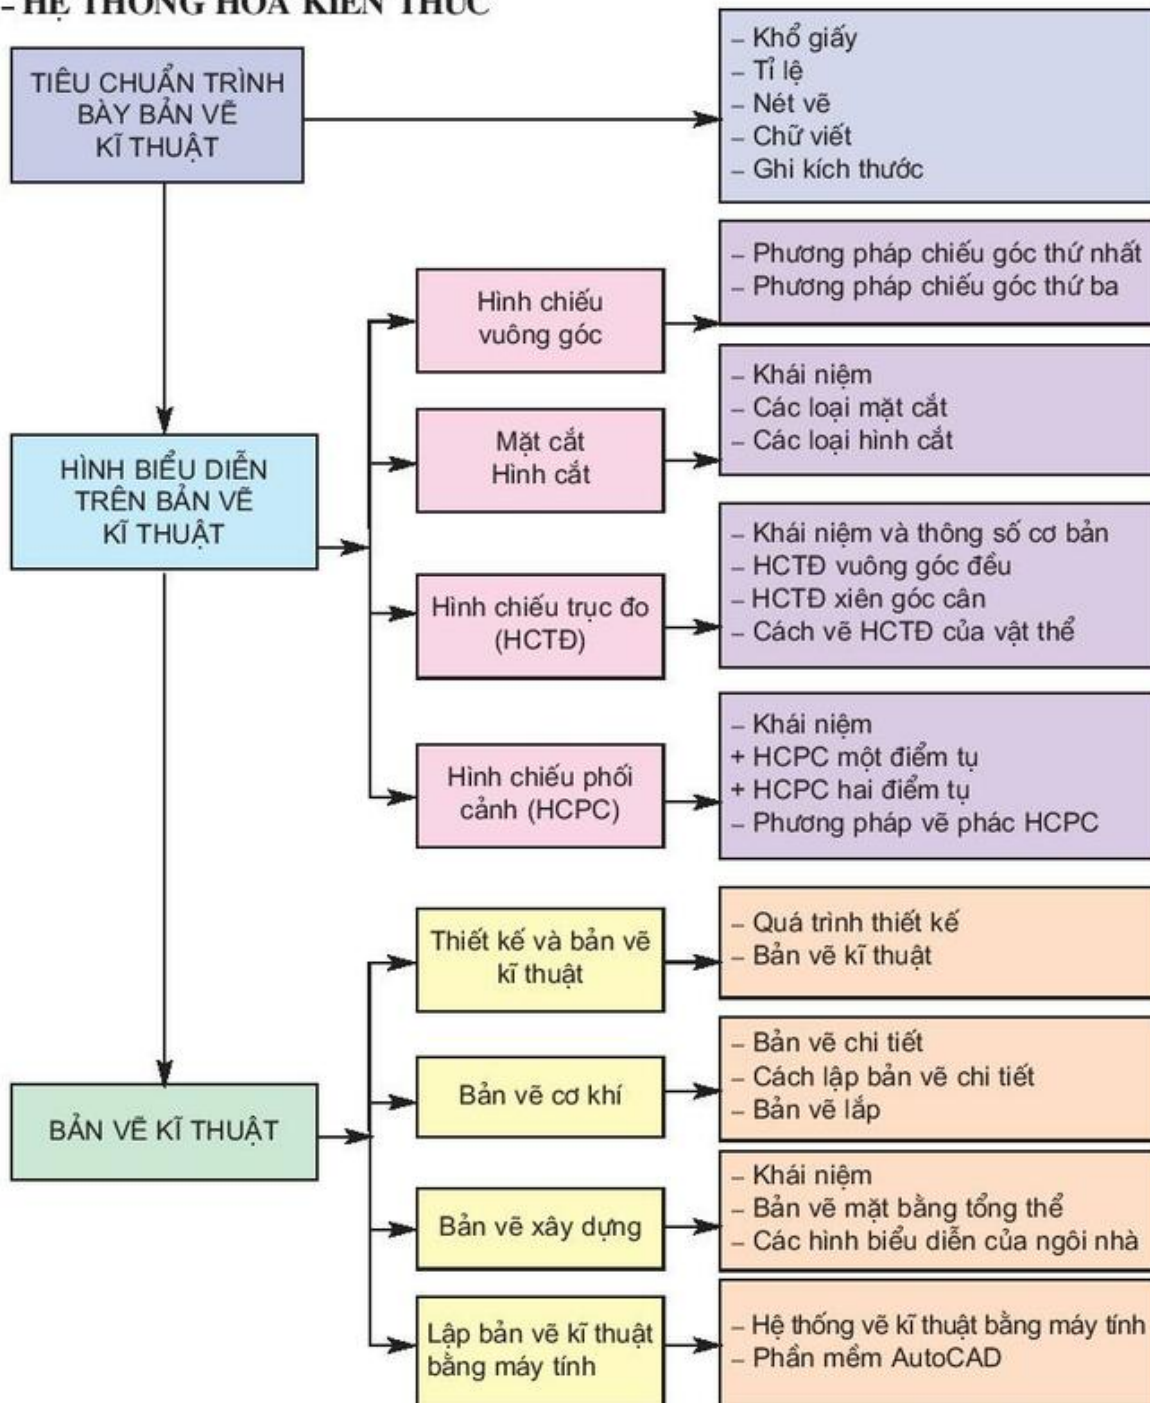 – HỆ THỐNG HÓA KIẾN THỨC
TIÊU CHUẨN TRÌNH
BÀY BẢN VẼ
KĨ THUẬT
– Khổ giấy
– Tỉ lệ
– Nét vẽ
– Chữ viết
– Ghi kích thước
HÌNH BIỂU DIỄN
TRÊN BẢN VẼ
KĨ THUẬT
Hình chiếu
vuông góc
– Phương pháp chiếu góc thứ nhất
– Phương pháp chiếu góc thứ ba
Mặt cắt
Hình cắt
– Khái niệm
– Các loại mặt cắt
– Các loại hình cắt
Hình chiếu trục đo
(HCTĐ)
– Khái niệm và thông số cơ bản
– HCTĐ vuông góc đều
– HCTĐ xiên góc cân
– Cách vẽ HCTĐ của vật thể
Hình chiếu phối
cảnh (HCPC)
– Khái niệm
+ HCPC một điểm tụ
+ HCPC hai điểm tụ
– Phương pháp vẽ phác HCPC
BẢN VẼ KĨ THUẬT
Thiết kế và bản vẽ
kĩ thuật
– Quá trình thiết kế
– Bản vẽ kĩ thuật
Bản vẽ cơ khí
– Bản vẽ chi tiết
– Cách lập bản vẽ chi tiết
– Bản vẽ lắp
Bản vẽ xây dựng
– Khái niệm
– Bản vẽ mặt bằng tổng thể
– Các hình biểu diễn của ngôi nhà
Lập bản vẽ kĩ thuật
bằng máy tính
– Hệ thống vẽ kĩ thuật bằng máy tính
– Phần mềm AutoCAD